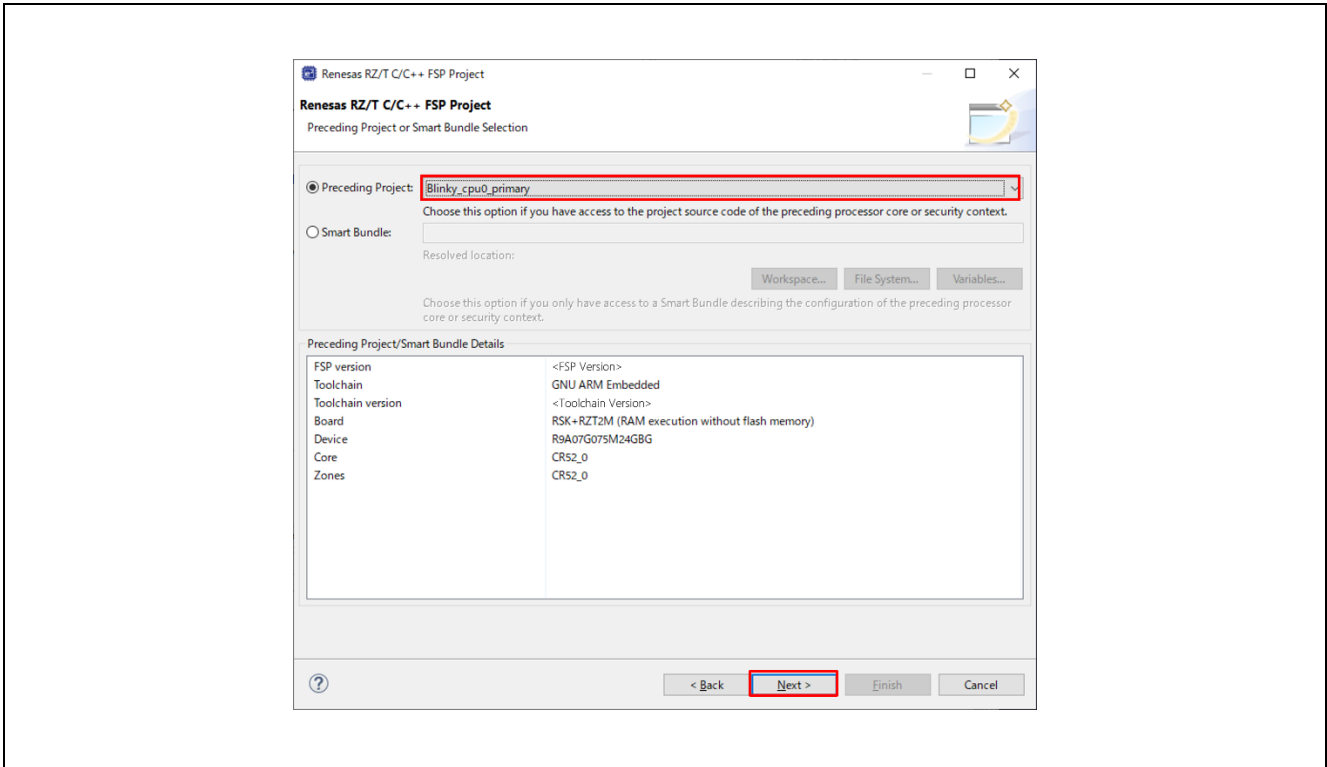 Renesas RZ/T C/C++ FSP Project
Renesas RZ/T C/C++ FSP Project
Preceding Project or Smart Bundle Selection
Preceding Project: Blinky_cpu0_primary
Choose this option if you have access to the project source code of the preceding processor core or security context.
Smart Bundle:
Resolved location:
Workspace... File System... Variables...
Choose this option if you only have access to a Smart Bundle describing the configuration of the preceding processor
core or security context.
Preceding Project/Smart Bundle Details
FSP version <FSP Version>
Toolchain GNU ARM Embedded
Toolchain version <Toolchain Version>
Board RSK+RZT2M (RAM execution without flash memory)
Device R9A07G075M24GBG
Core CR52_0
Zones CR52_0
? < Back Next > Finish Cancel